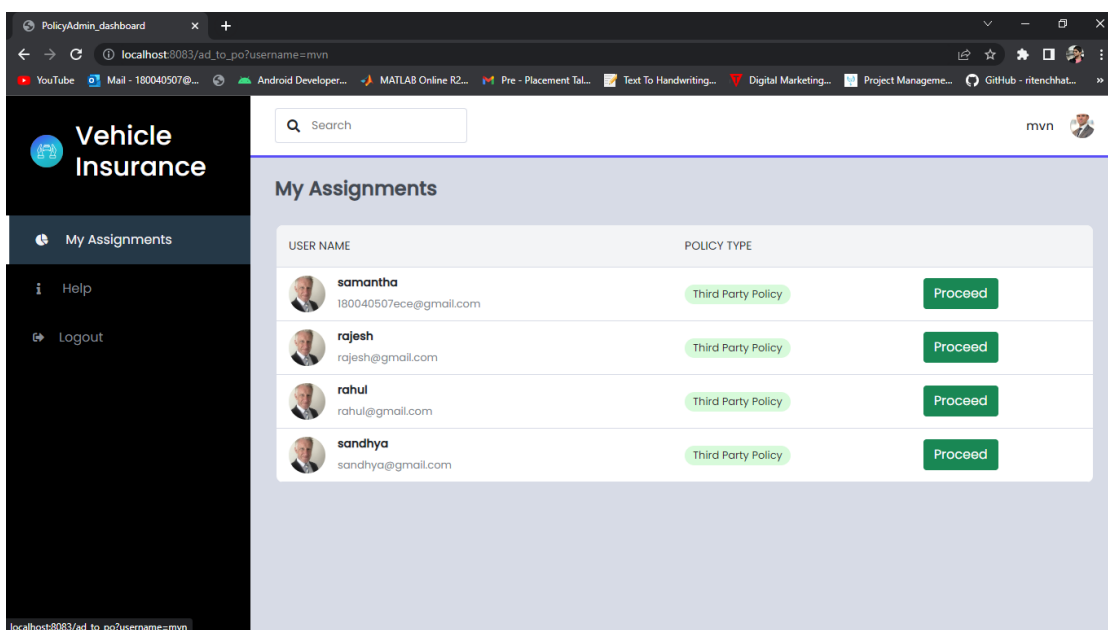 PolicyAdmin_dashboard
localhost:8083/ad_to_po?username=mvn
YouTube Mail - 180040507@... Android Developer... MATLAB Online R2... Pre - Placement Tal... Text To Handwriting... Digital Marketing... Project Manageme... GitHub - ritenchhat... »
Vehicle
Insurance
Search
mvn
My Assignments
My Assignments
Help
Logout
USER NAME POLICY TYPE
samantha
180040507ece@gmail.com
Third Party Policy Proceed
rajesh
rajesh@gmail.com
Third Party Policy Proceed
rahul
rahul@gmail.com
Third Party Policy Proceed
sandhya
sandhya@gmail.com
Third Party Policy Proceed
localhost:8083/ad_to_po?username=mvn